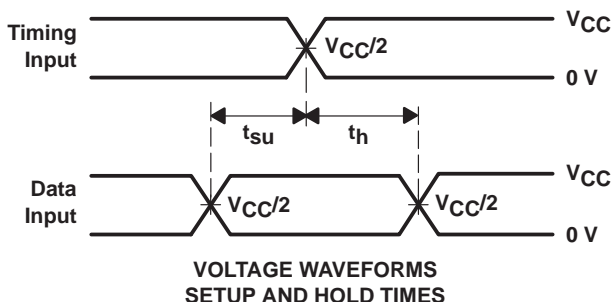 Timing
Input
VCC/2
VCC
0 V
tsu
th
Data
Input
VCC/2
VCC/2
VCC
0 V
VOLTAGE WAVEFORMS
SETUP AND HOLD TIMES